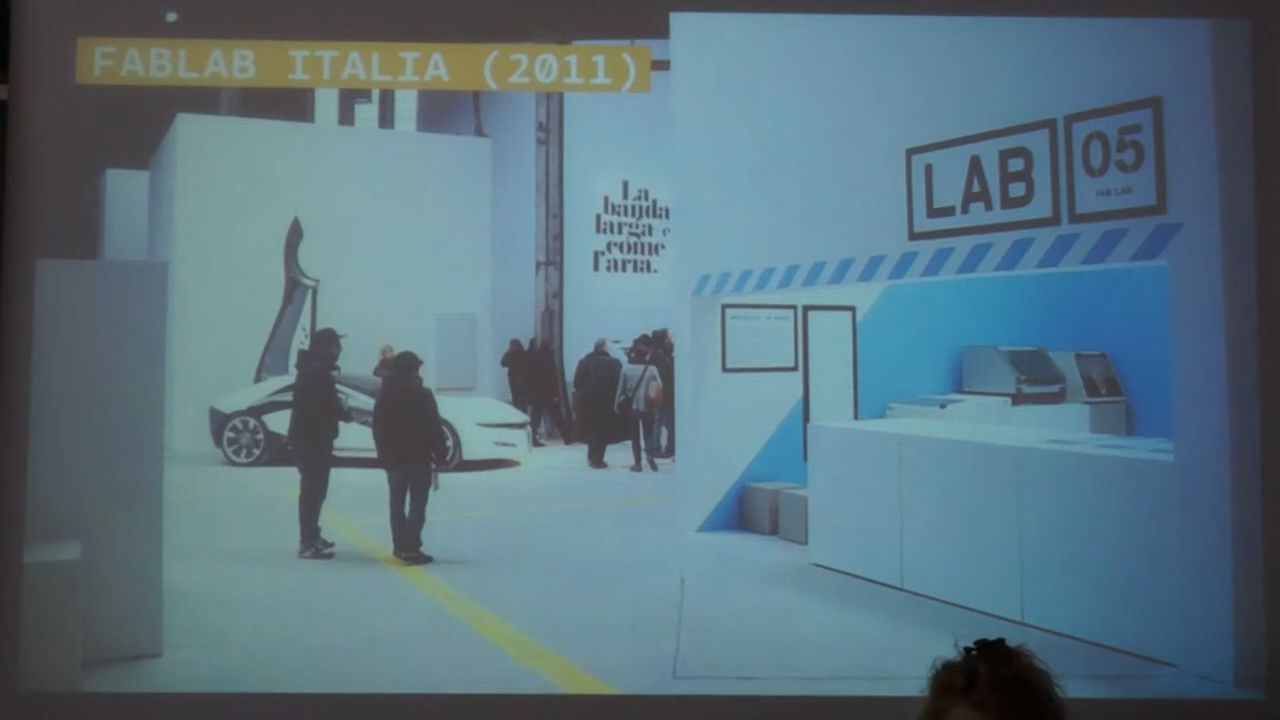 FABLAB ITALIA (2011)
La
banda
larga è
come
l'aria.
LAB
05
FAB LAB